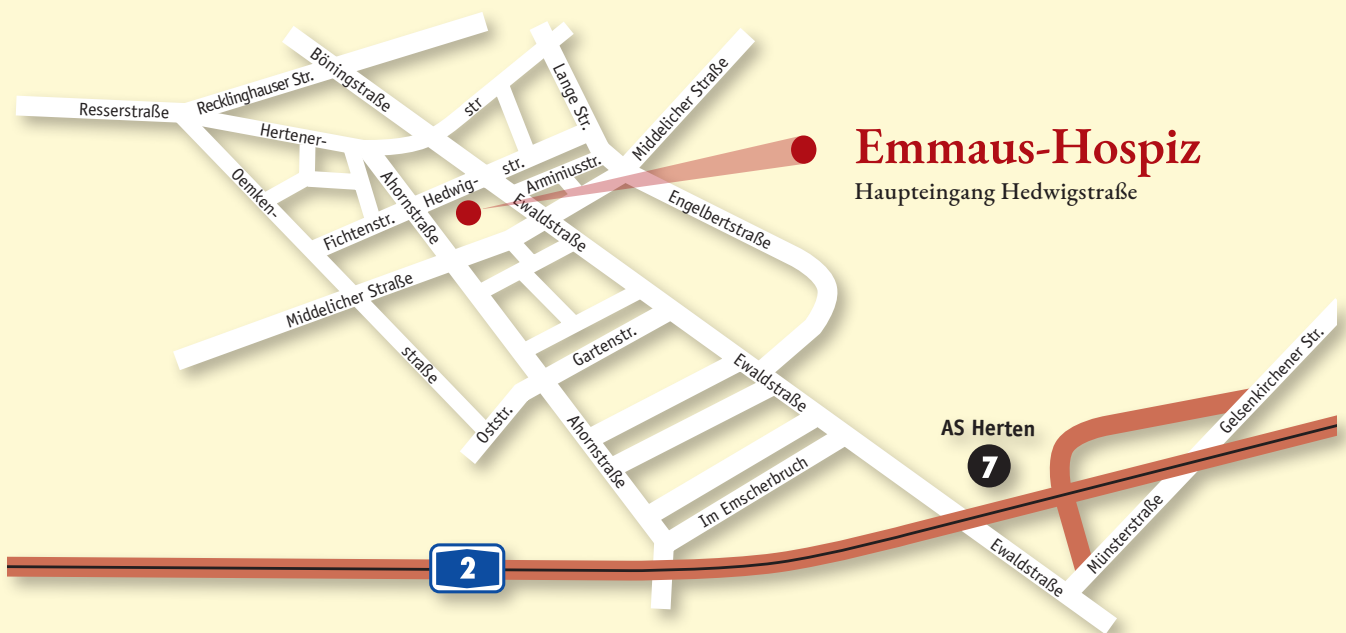 Böningstraße
Recklinghauser Str.
Resserstraße
Hertener-
str
Lange Str.
Middelicher Straße
Emmaus-Hospiz
Haupteingang Hedwigstraße
Oemken-
Ahornstraße
Hedwig-
str.
Arminiusstr.
Fichtenstr.
Ewaldstraße
Engelbertstraße
Middelicher Straße
straße
Gartenstr.
Oststr.
Ewaldstraße
Ahornstraße
Im Emscherbruch
AS Herten
7
Gelsenkirchener Str.
Münsterstraße
Ewaldstraße
2